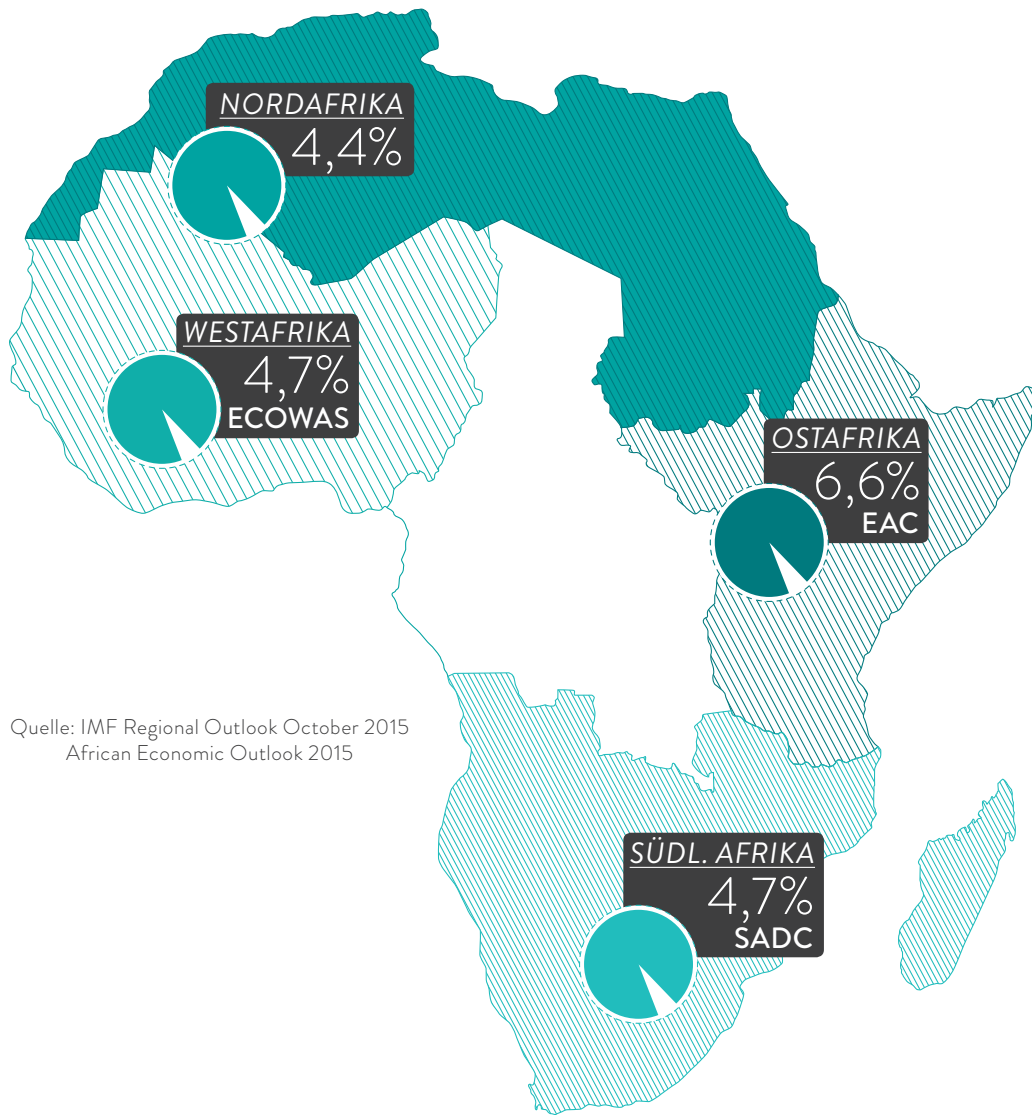 NORDAFRIKA
4,4%
WESTAFRIKA
4,7%
ECOWAS
OSTAFRIKA
6,6%
EAC
Quelle: IMF Regional Outlook October 2015
African Economic Outlook 2015
SÜDL. AFRIKA
4,7%
SADC